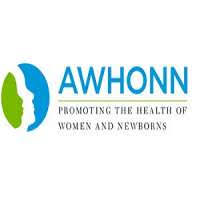 AWHONN
PROMOTING THE HEALTH OF
WOMEN AND NEWBORNS